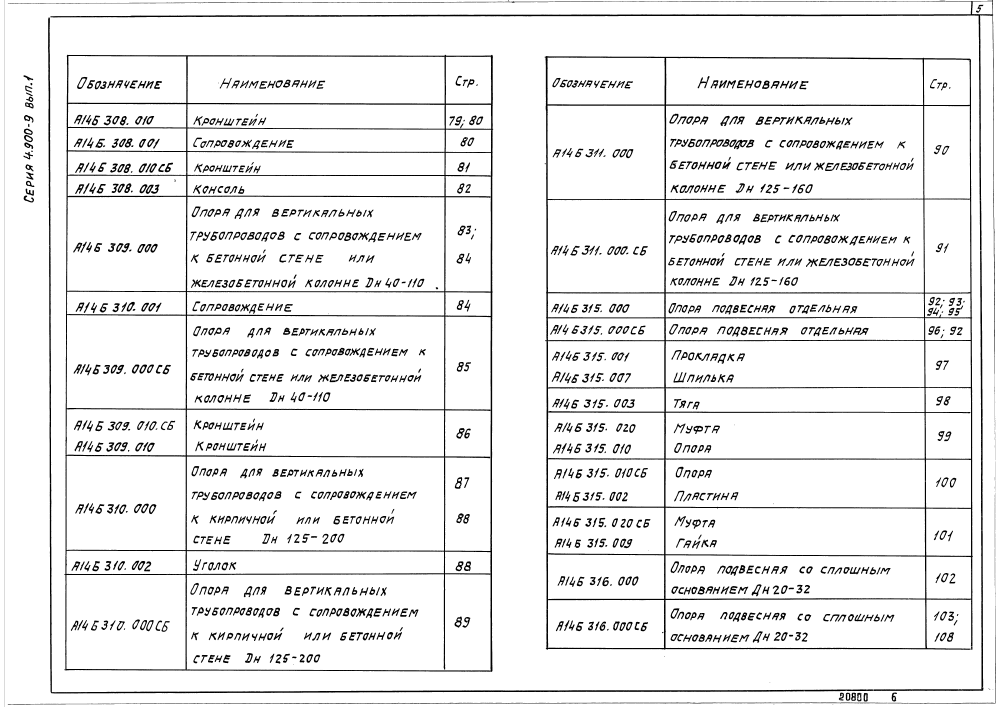 5
Серия 4.900-9 Вып.1
Обозначение Наименование Стр.
А14Б 308. 010 Кронштейн 79; 80
А14Б. 308. 001 Сопровождение 80
А14Б 308. 010СБ Кронштейн 81
А14Б 308. 003 Консоль 82
А14Б 309. 000 Опора для вертикальных
трубопроводов с сопровождением 83;
к бетонной стене или 84
железобетонной колонне Dн 40-110
А14Б 310. 001 Сопровождение 84
А14Б 309. 000СБ Опора для вертикальных
трубопроводов с сопровождением к
бетонной стене или железобетонной 85
колонне Dн 40-110
А14Б 309. 010.СБ Кронштейн 86
А14Б 309. 010 Кронштейн
А14Б 310. 000 Опора для вертикальных 87
трубопроводов с сопровождением
к кирпичной или бетонной 88
стене Dн 125-200
А14Б 310. 002 Уголок 88
А14Б 310. 000СБ Опора для вертикальных
трубопроводов с сопровождением 89
к кирпичной или бетонной
стене Dн 125-200
Обозначение Наименование Стр.
А14Б 311. 000 Опора для вертикальных
трубопроводов с сопровождением к 90
бетонной стене или железобетонной
колонне Dн 125-160
А14Б 311. 000. СБ Опора для вертикальных
трубопроводов с сопровождением к 91
бетонной стене или железобетонной
колонне Dн 125-160
А14Б 315. 000 Опора подвесная отдельная 92; 93;
94; 95
А14Б315. 000СБ Опора подвесная отдельная 96; 92
А14Б 315. 001 Прокладка 97
А14Б 315. 007 Шпилька
А14Б 315. 003 Тяга 98
А14Б 315. 020 Муфта 99
А14Б 315. 010 Опора
А14Б 315. 010СБ Опора 100
А14Б 315. 002 Пластина
А14Б 315. 020 СБ Муфта 101
А14Б 315. 009 Гайка
А14Б 316. 000 Опора подвесная со сплошным 102
основанием Dн 20-32
А14Б 316. 000СБ Опора подвесная со сплошным 103;
основанием Dн 20-32 108
20800 6